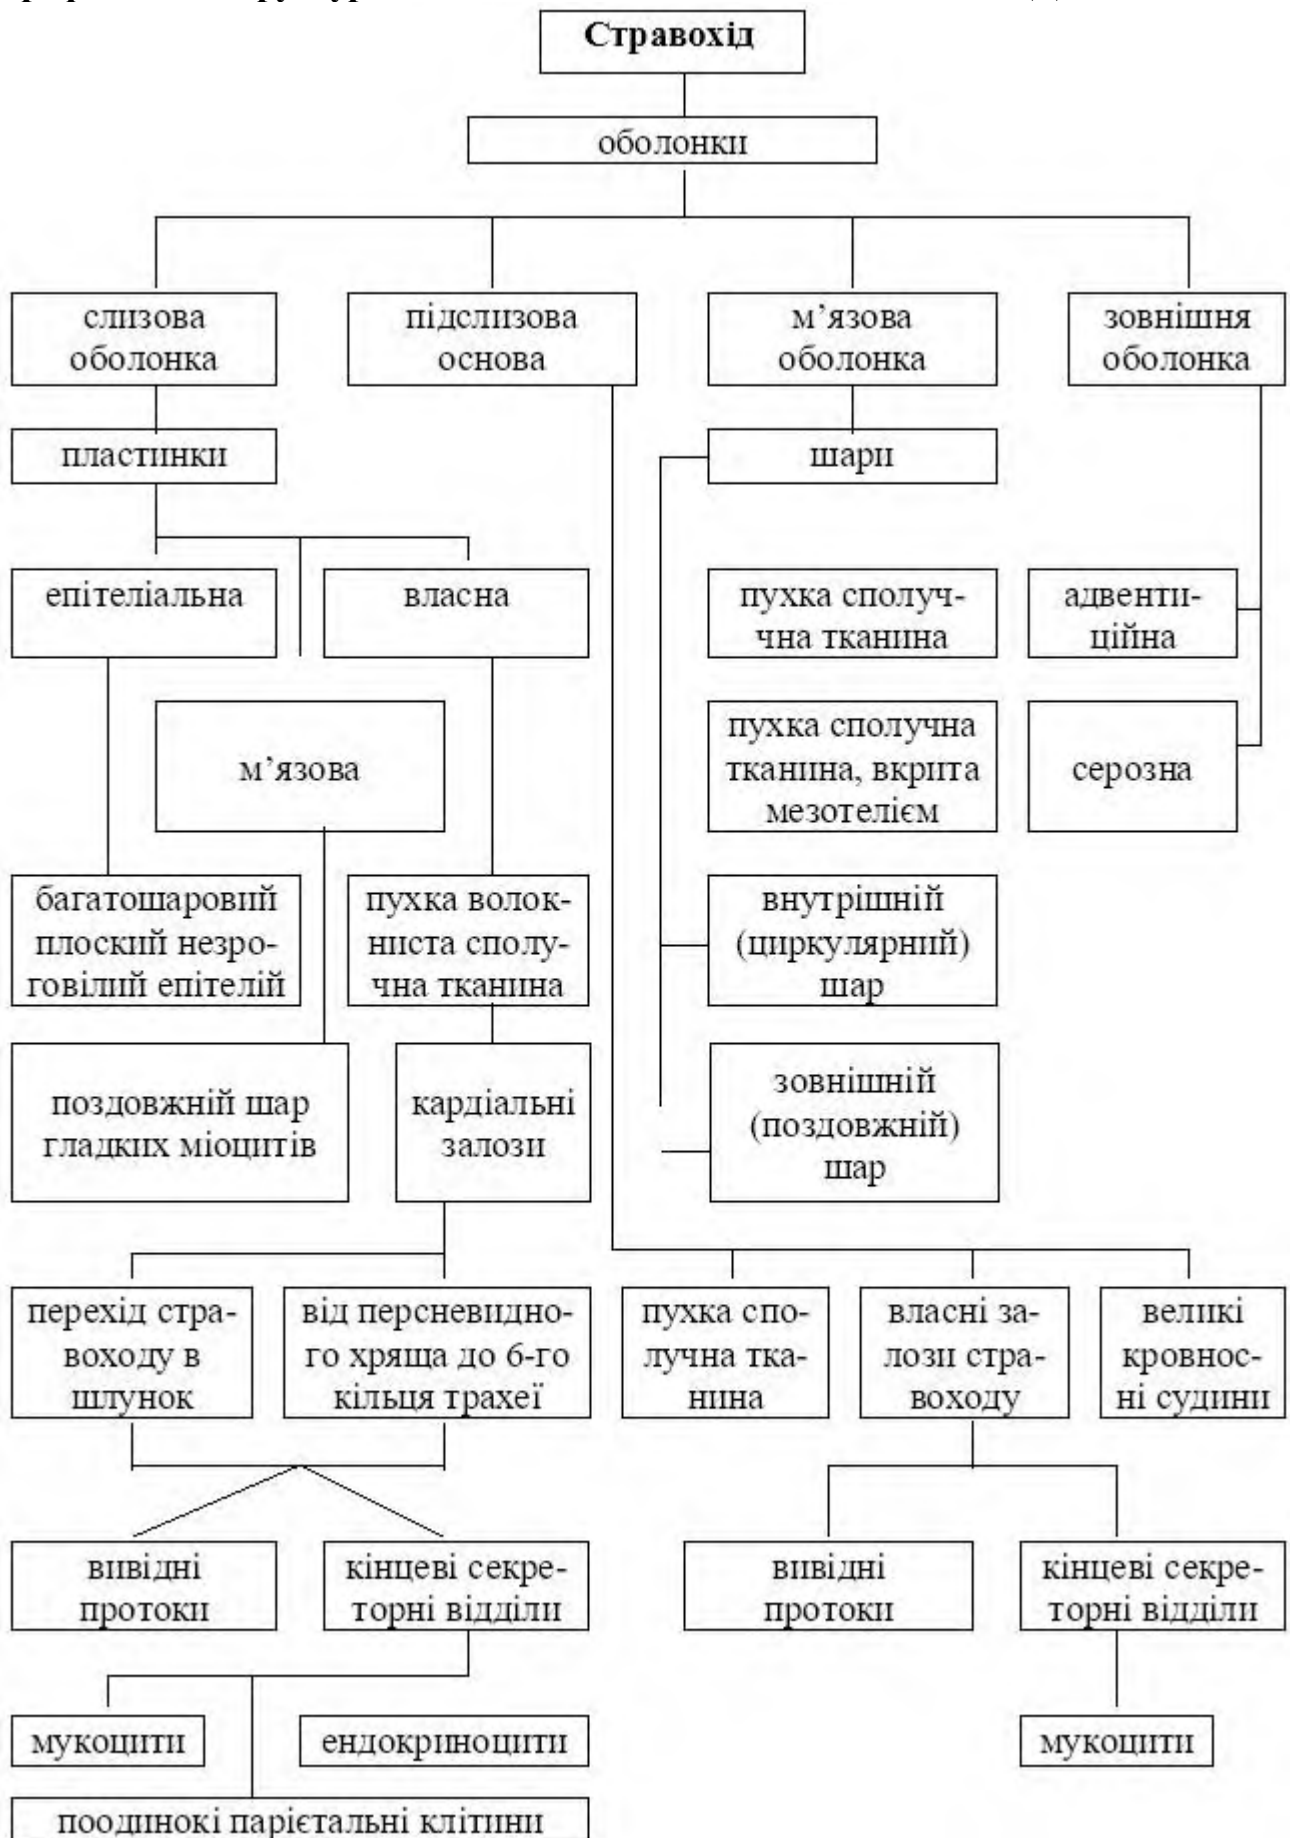 Стравохід
оболонки
слизова
оболонка
підслизова
основа
м’язова
оболонка
зовнішня
оболонка
пластинки
шари
епітеліальна
власна
пухка сполуч-
чна тканина
адвенти-
ційна
м’язова
пухка сполучна
тканина, вкрита
мезотелієм
серозна
багатошаровий
плоский незро-
говілий епітелій
пухка волок-
ниста сполу-
чна тканина
внутрішній
(циркулярний)
шар
поздовжній шар
гладких міоцитів
кардіальні
залози
зовнішній
(поздовжній)
шар
перехід стра-
воходу в
шлунок
від персневидно-
го хряща до 6-го
кільця трахеї
пухка спо-
лучна тка-
нина
власні за-
лози стра-
воходу
великі
кровнос-
ні судини
вивідні
протоки
кінцеві секре-
торні відділи
вивідні
протоки
кінцеві секре-
торні відділи
мукоцити
ендокриноцити
мукоцити
поодинокі парієтальні клітини